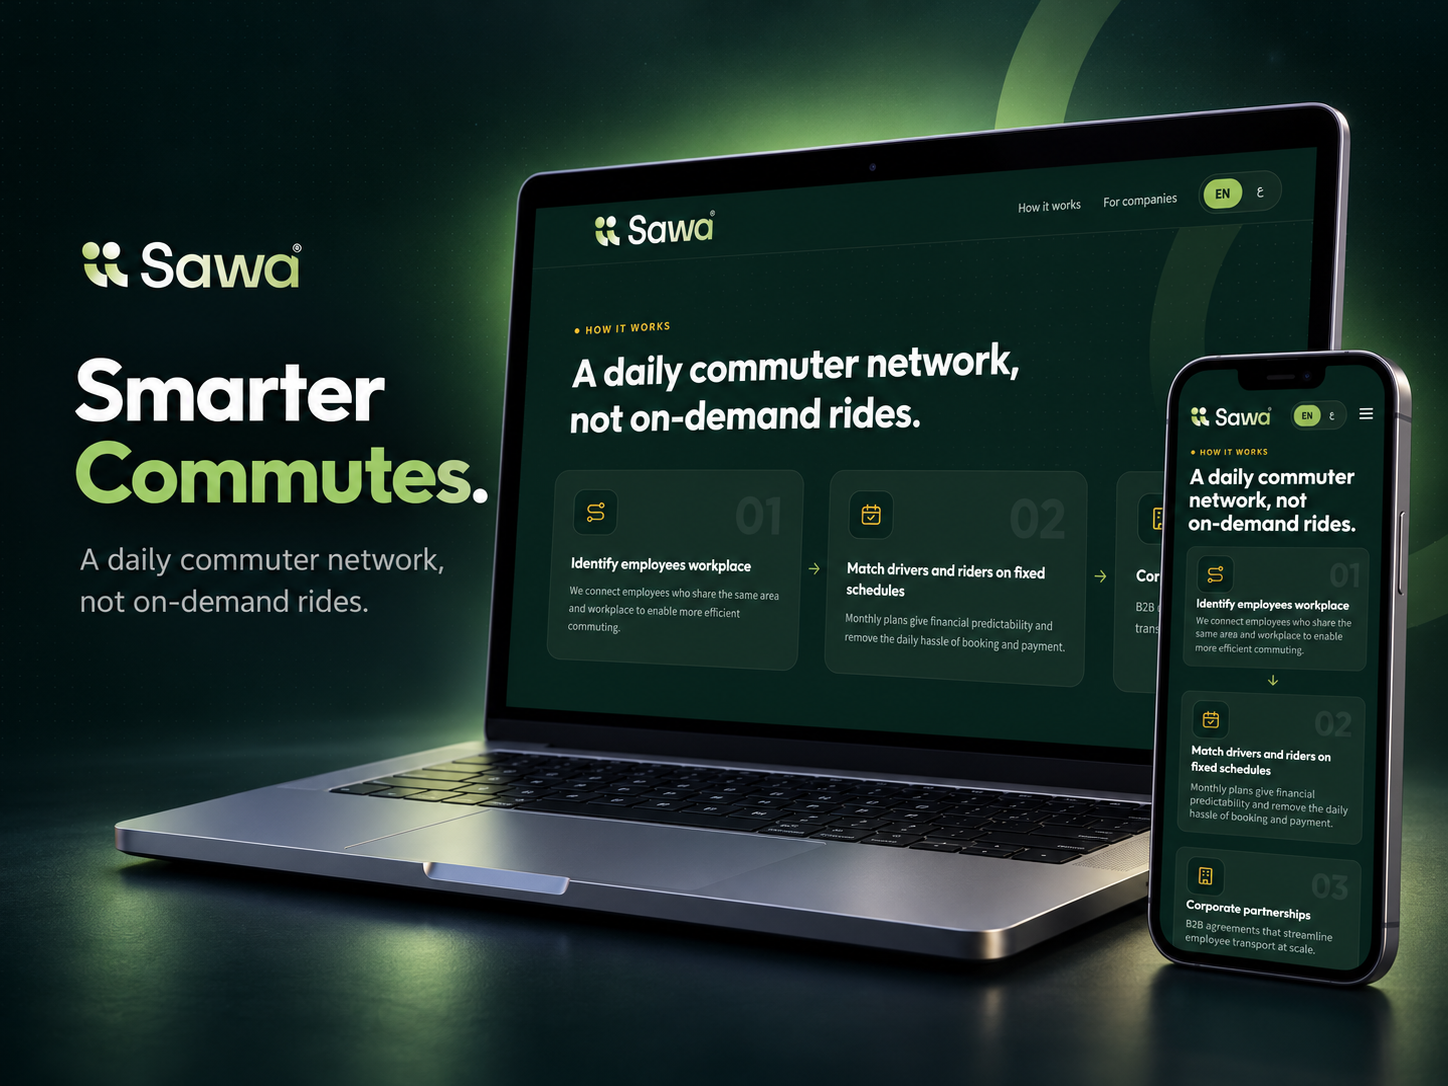 Sawa®
Smarter
Commutes.
A daily commuter network,
not on-demand rides.
Sawa®
How it works
For companies
EN
ع
• HOW IT WORKS
A daily commuter network,
not on-demand rides.
01
Identify employees workplace
We connect employees who share the same area
and workplace to enable more efficient
commuting.
→
02
Match drivers and riders on fixed
schedules
Monthly plans give financial predictability and
remove the daily hassle of booking and payment.
→
Cor
B2B
trans
Sawa®
EN
ع
• HOW IT WORKS
A daily commuter
network, not
on-demand rides.
01
Identify employees workplace
We connect employees who share the
same area and workplace to enable
more efficient commuting.
↓
02
Match drivers and riders on
fixed schedules
Monthly plans give financial
predictability and remove the daily
hassle of booking and payment.
03
Corporate partnerships
B2B agreements that streamline
employee transport at scale.